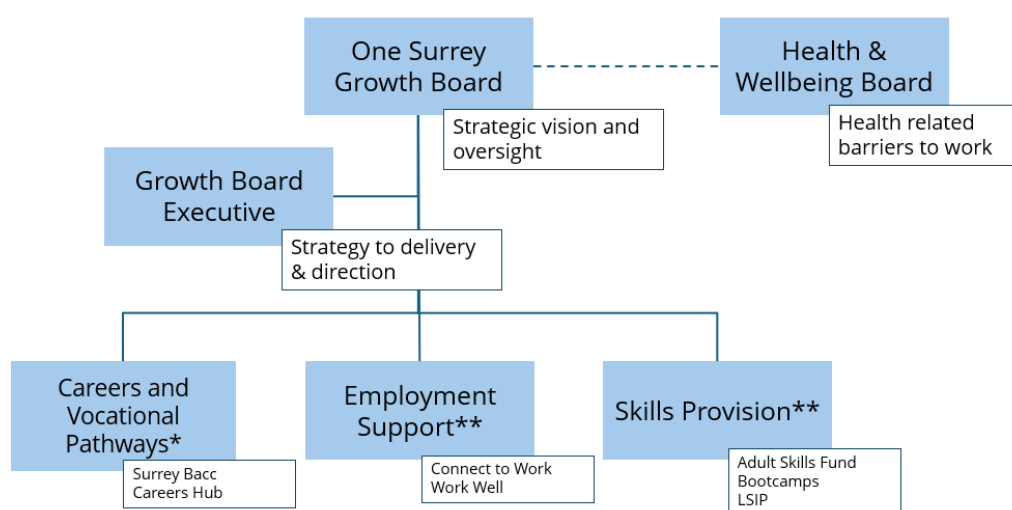 One Surrey
Growth Board
Health &
Wellbeing Board
Strategic vision and
oversight
Health related
barriers to work
Growth Board
Executive
Strategy to delivery
& direction
Careers and
Vocational
Pathways*
Surrey Bacc
Careers Hub
Employment
Support**
Connect to Work
Work Well
Skills Provision**
Adult Skills Fund
Bootcamps
LSIP